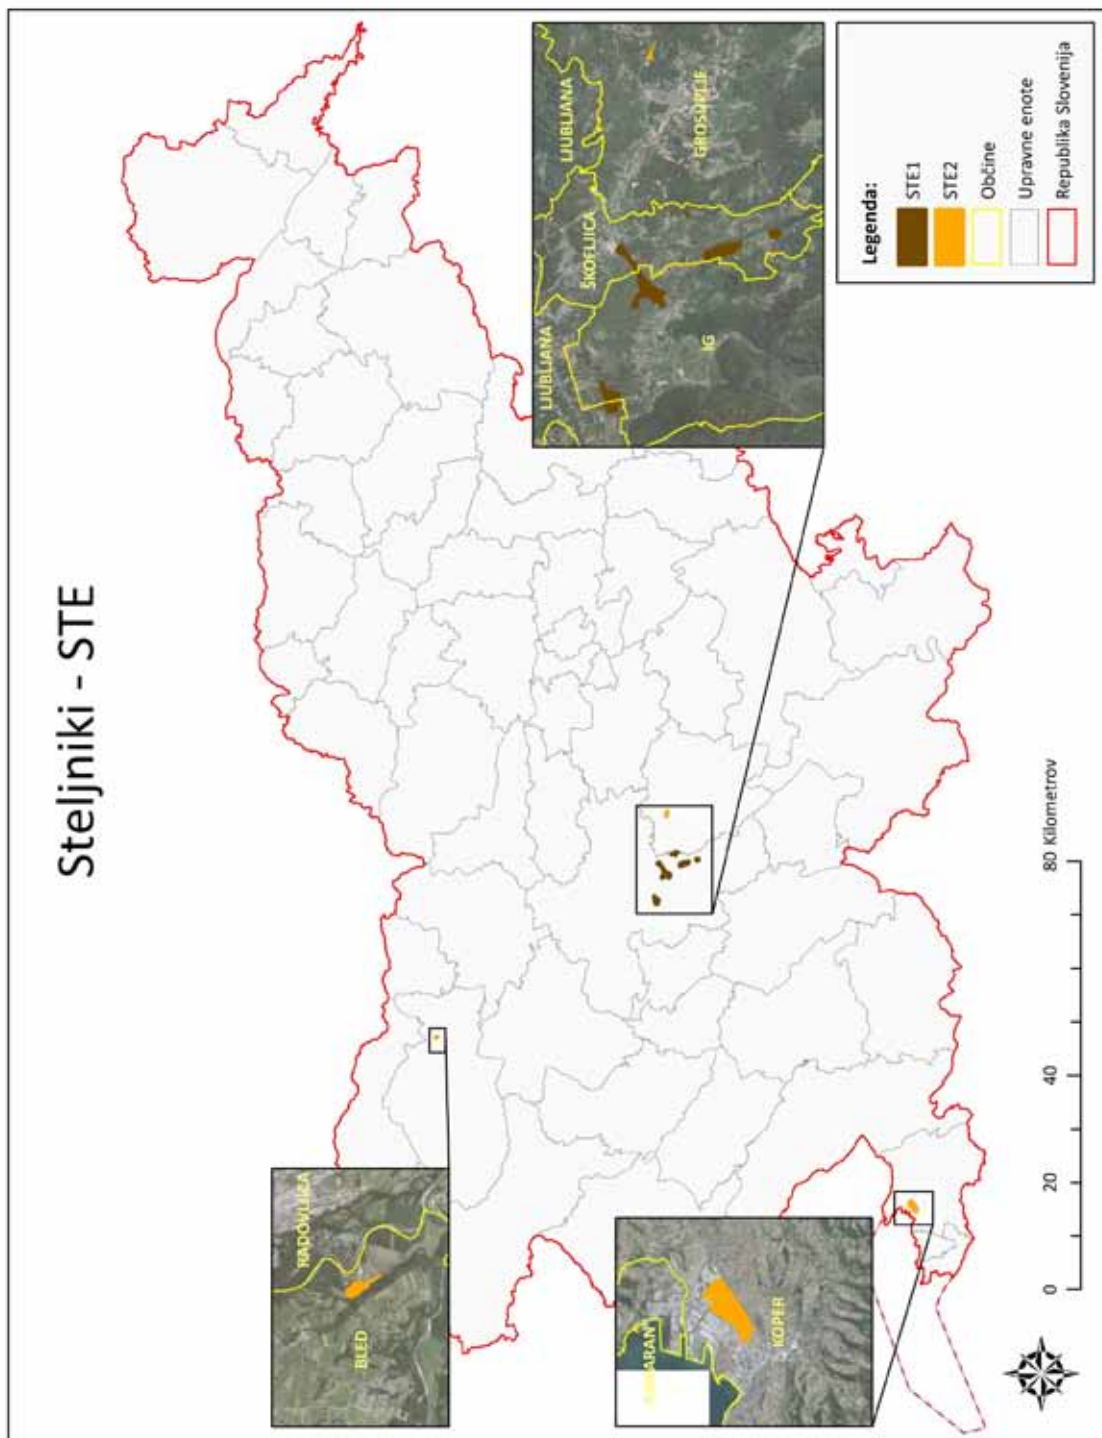 Steljniki - STE
LJUBLJANA
LJUBLJANA
ŠKOFLJICA
GROSUPLJE
IG
RADOVLJICA
BLED
ANKARAN
KOPER
Legenda:
STE1
STE2
Občine
Upravne enote
Republika Slovenija
0 20 40 80 Kilometrov